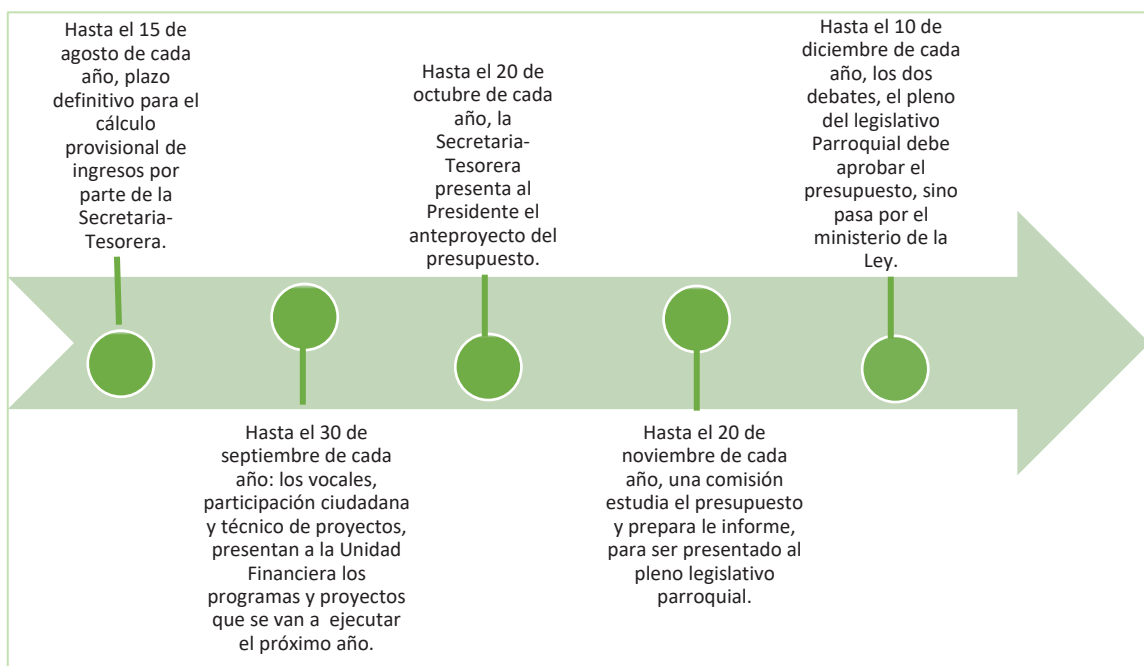 Hasta el 15 de
agosto de cada
año, plazo
definitivo para el
cálculo
provisional de
ingresos por
parte de la
Secretaria-
Tesorera.
Hasta el 30 de
septiembre de cada
año: los vocales,
participación ciudadana
y técnico de proyectos,
presentan a la Unidad
Financiera los
programas y proyectos
que se van a ejecutar
el próximo año.
Hasta el 20 de
octubre de cada
año, la
Secretaria-
Tesorera
presenta al
Presidente el
anteproyecto del
presupuesto.
Hasta el 20 de
noviembre de cada
año, una comisión
estudia el presupuesto
y prepara le informe,
para ser presentado al
pleno legislativo
parroquial.
Hasta el 10 de
diciembre de cada
año, los dos
debates, el pleno
del legislativo
Parroquial debe
aprobar el
presupuesto, sino
pasa por el
ministerio de la
Ley.